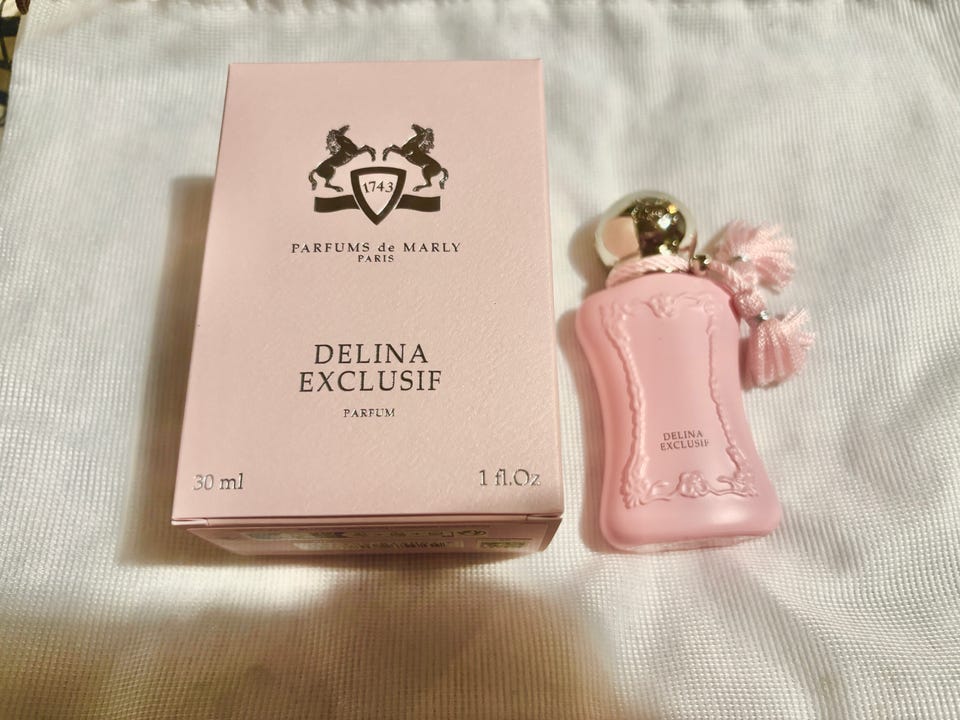 1743
PARFUMS de MARLY
PARIS
DELINA
EXCLUSIF
PARFUM
30 ml
1 fl.Oz
DELINA
EXCLUSIF